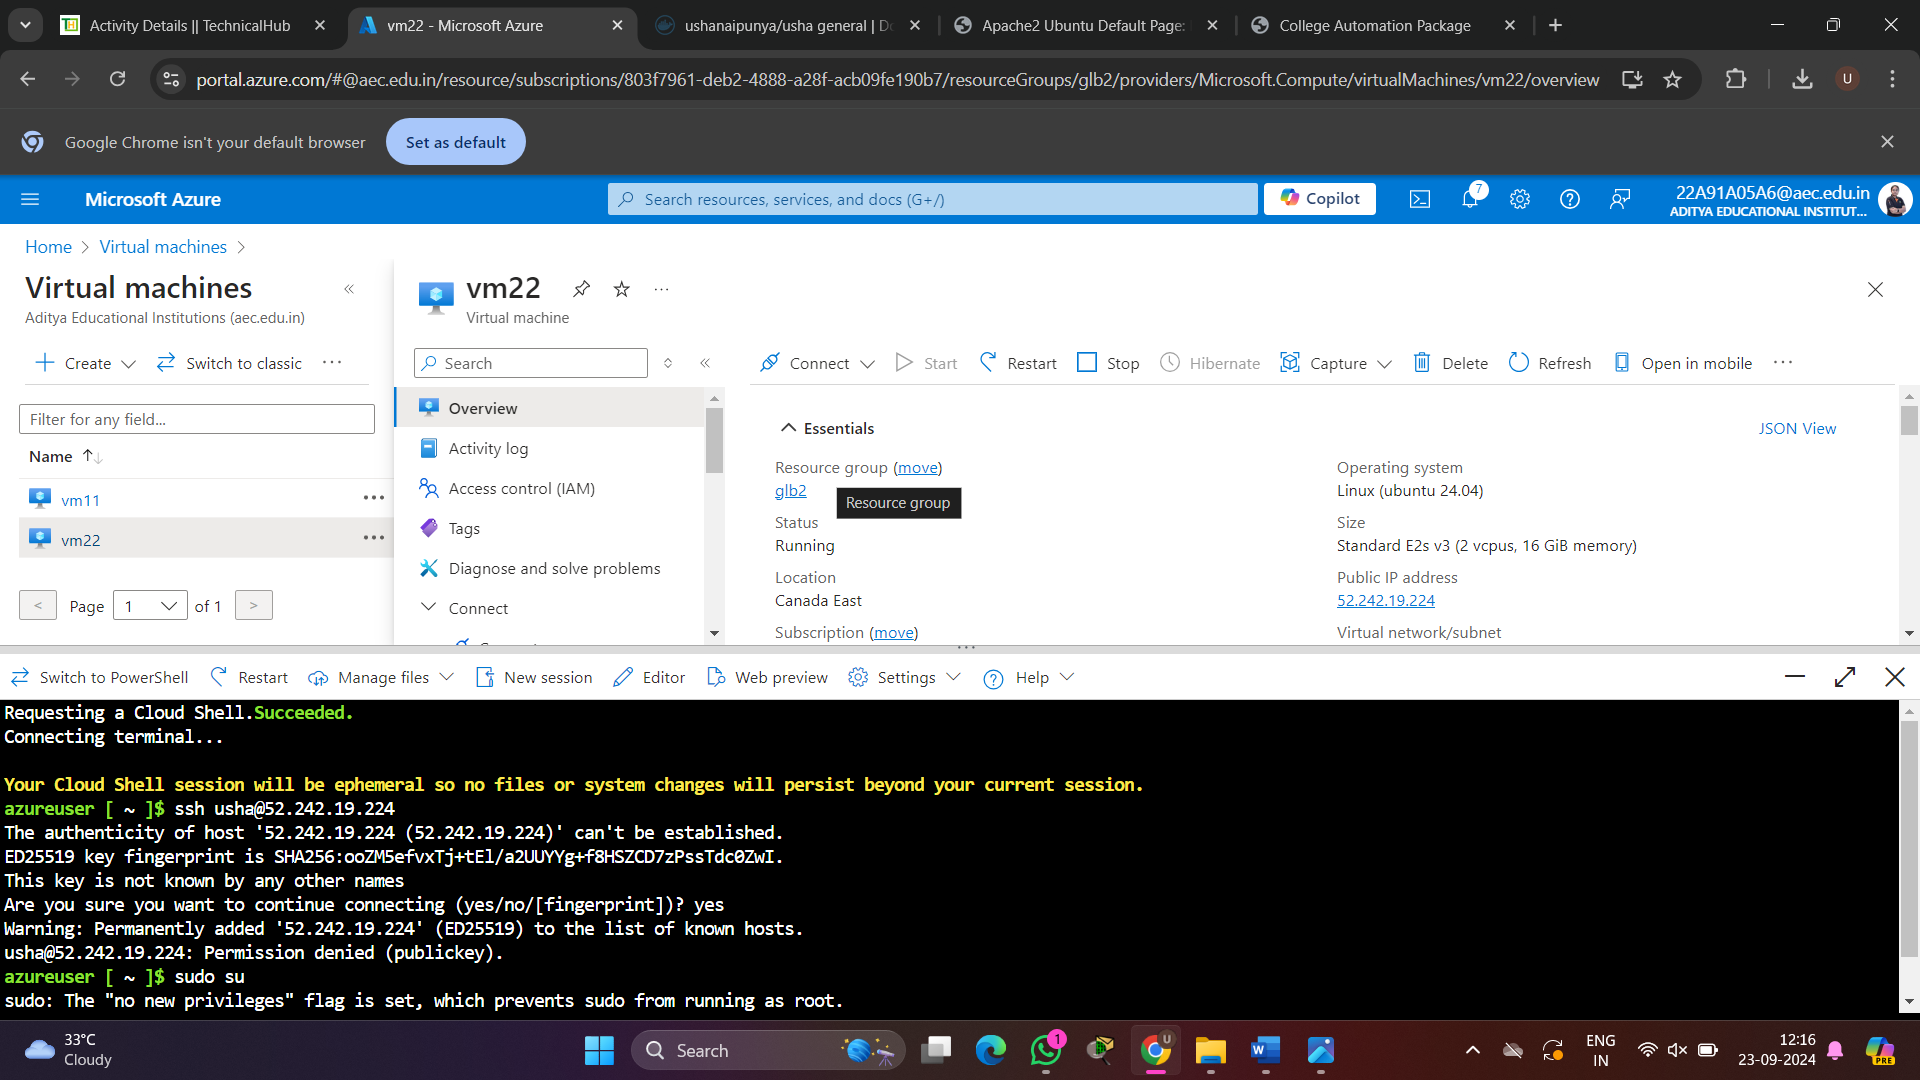 Activity Details || TechnicalHub
vm22 - Microsoft Azure
ushanaipunya/usha general | Do
Apache2 Ubuntu Default Page:
College Automation Package
portal.azure.com/#@aec.edu.in/resource/subscriptions/803f7961-deb2-4888-a28f-acb09fe190b7/resourceGroups/glb2/providers/Microsoft.Compute/virtualMachines/vm22/overview
U
Google Chrome isn't your default browser
Set as default
Microsoft Azure
Search resources, services, and docs (G+/)
Copilot
7
22A91A05A6@aec.edu.in
ADITYA EDUCATIONAL INSTITUT...
Home > Virtual machines >
Virtual machines
Aditya Educational Institutions (aec.edu.in)
Create
Switch to classic
Filter for any field...
Name
vm11
vm22
< Page 1 of 1 >
vm22
Virtual machine
Search
Overview
Activity log
Access control (IAM)
Tags
Diagnose and solve problems
Connect
Connect
Start
Restart
Stop
Hibernate
Capture
Delete
Refresh
Open in mobile
Essentials
JSON View
Resource group (move)
glb2
Resource group
Status
Running
Location
Canada East
Subscription (move)
Operating system
Linux (ubuntu 24.04)
Size
Standard E2s v3 (2 vcpus, 16 GiB memory)
Public IP address
52.242.19.224
Virtual network/subnet
Switch to PowerShell
Restart
Manage files
New session
Editor
Web preview
Settings
Help
Requesting a Cloud Shell.Succeeded.
Connecting terminal...
Your Cloud Shell session will be ephemeral so no files or system changes will persist beyond your current session.
azureuser [ ~ ]$ ssh usha@52.242.19.224
The authenticity of host '52.242.19.224 (52.242.19.224)' can't be established.
ED25519 key fingerprint is SHA256:ooZM5efvxTj+tEl/a2UUYYg+f8HSZCD7zPssTdc0ZwI.
This key is not known by any other names
Are you sure you want to continue connecting (yes/no/[fingerprint])? yes
Warning: Permanently added '52.242.19.224' (ED25519) to the list of known hosts.
usha@52.242.19.224: Permission denied (publickey).
azureuser [ ~ ]$ sudo su
sudo: The "no new privileges" flag is set, which prevents sudo from running as root.
33°C
Cloudy
Search
1
U
ENG
IN
12:16
23-09-2024
PRE